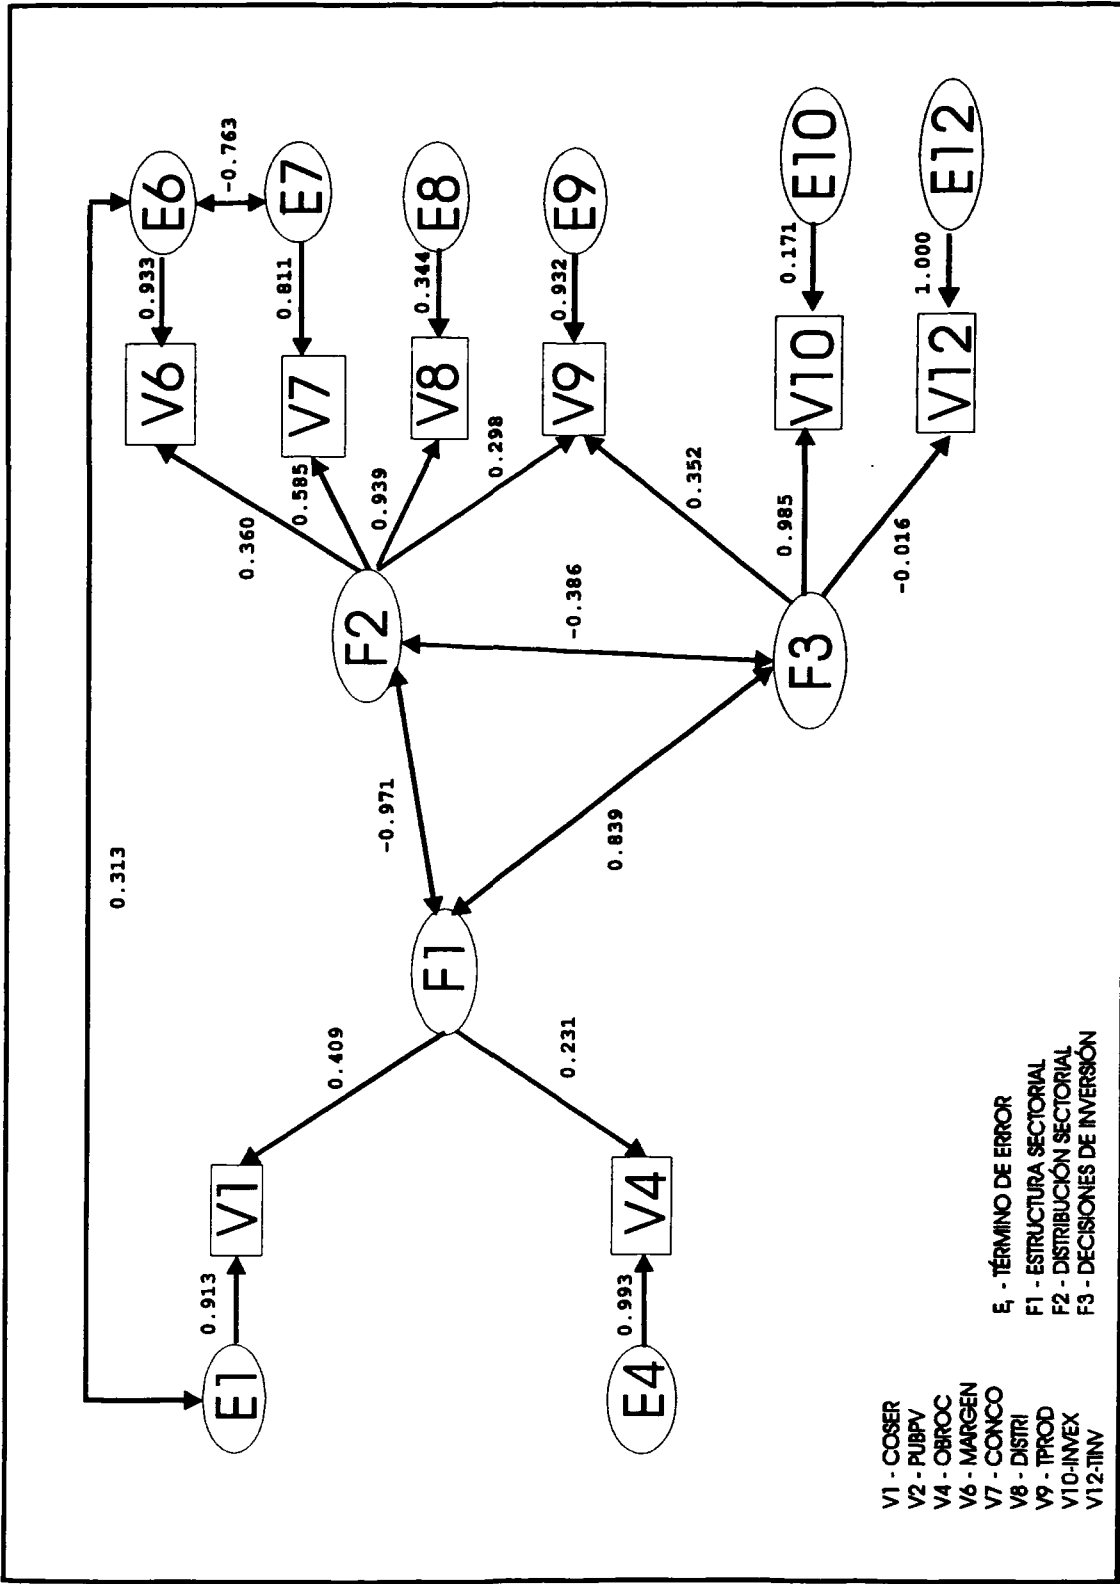 0.313
E6
-0.763
E7
E8
E9
E10
E12
0.933
0.811
0.344
0.932
0.171
1.000
V6
V7
V8
V9
V10
V12
0.360
0.585
0.939
0.298
0.352
0.985
-0.016
F2
-0.386
F3
-0.971
0.839
F1
0.409
0.231
V1
V4
0.913
0.993
E1
E4
E, - TÉRMINO DE ERROR
F1 - ESTRUCTURA SECTORIAL
F2 - DISTRIBUCIÓN SECTORIAL
F3 - DECISIONES DE INVERSIÓN
V1 - COSER
V2 - PUBPV
V4 - OBROC
V6 - MARGEN
V7 - CONCO
V8 - DISTRI
V9 - TPROD
V10-INVEX
V12-TINV